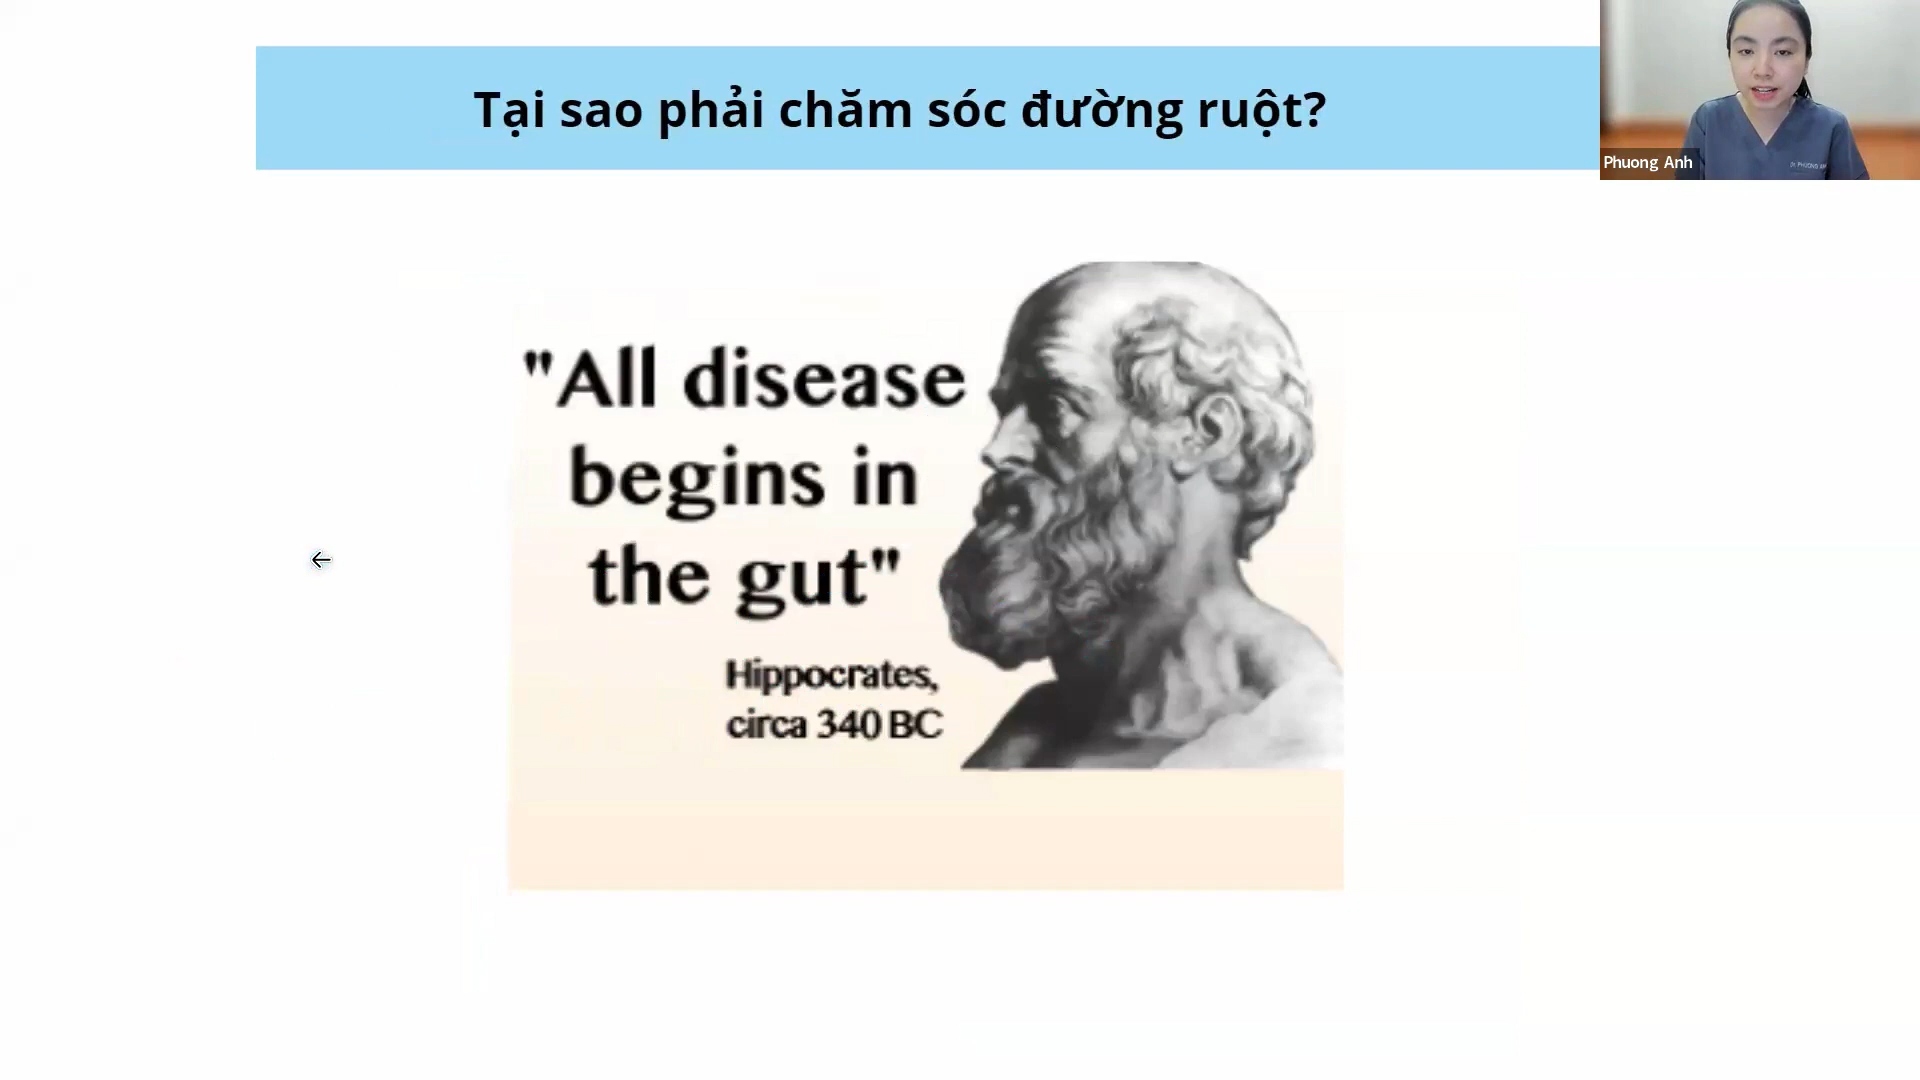 Tại sao phải chăm sóc đường ruột?
"All disease
begins in
the gut"
Hippocrates,
circa 340 BC
Phuong Anh